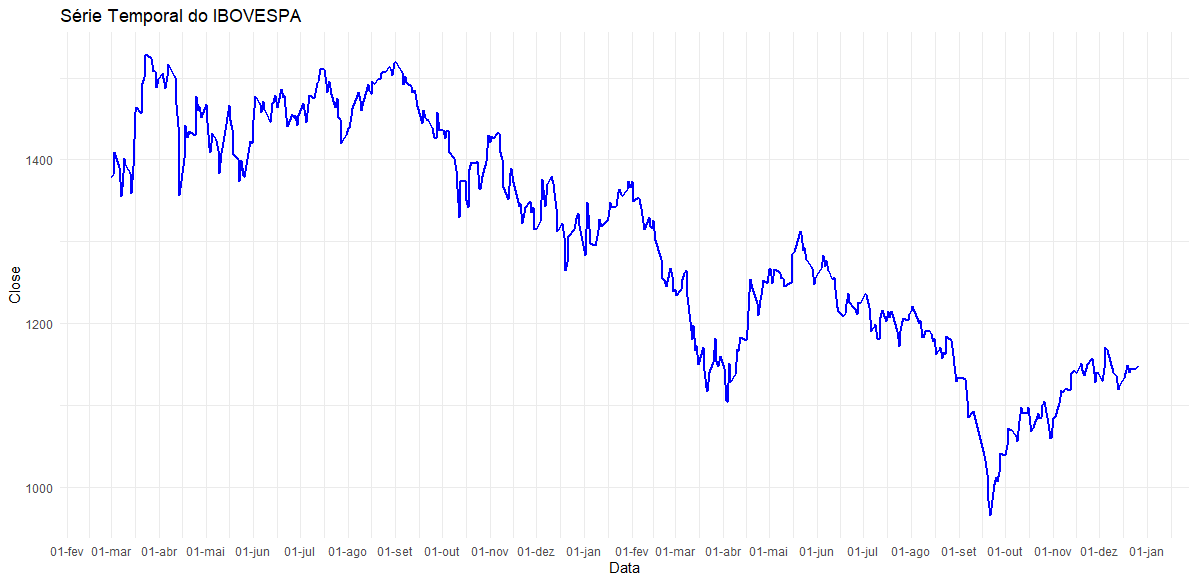 Série Temporal do IBOVESPA
1400
1200
1000
Close
01-fev 01-mar 01-abr 01-mai 01-jun 01-jul 01-ago 01-set 01-out 01-nov 01-dez 01-jan 01-fev 01-mar 01-abr 01-mai 01-jun 01-jul 01-ago 01-set 01-out 01-nov 01-dez 01-jan
Data